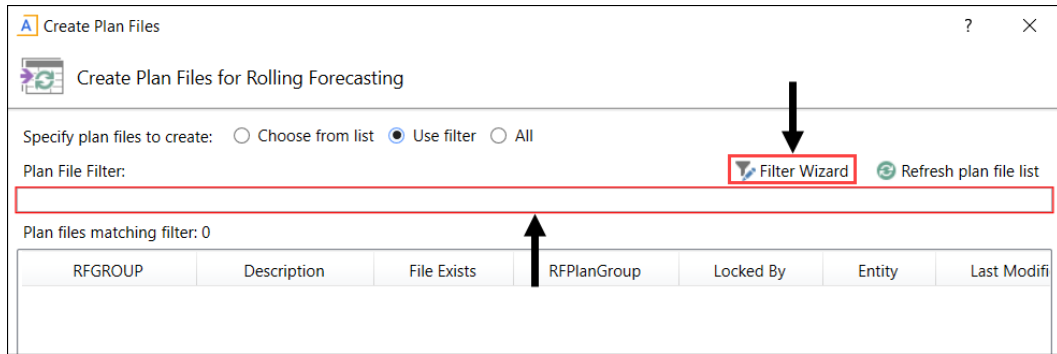 A Create Plan Files ?
Create Plan Files for Rolling Forecasting
Specify plan files to create: Choose from list Use filter All
Plan File Filter: Filter Wizard Refresh plan file list
Plan files matching filter: 0
RFGROUP Description File Exists RFPlanGroup Locked By Entity Last Modifi